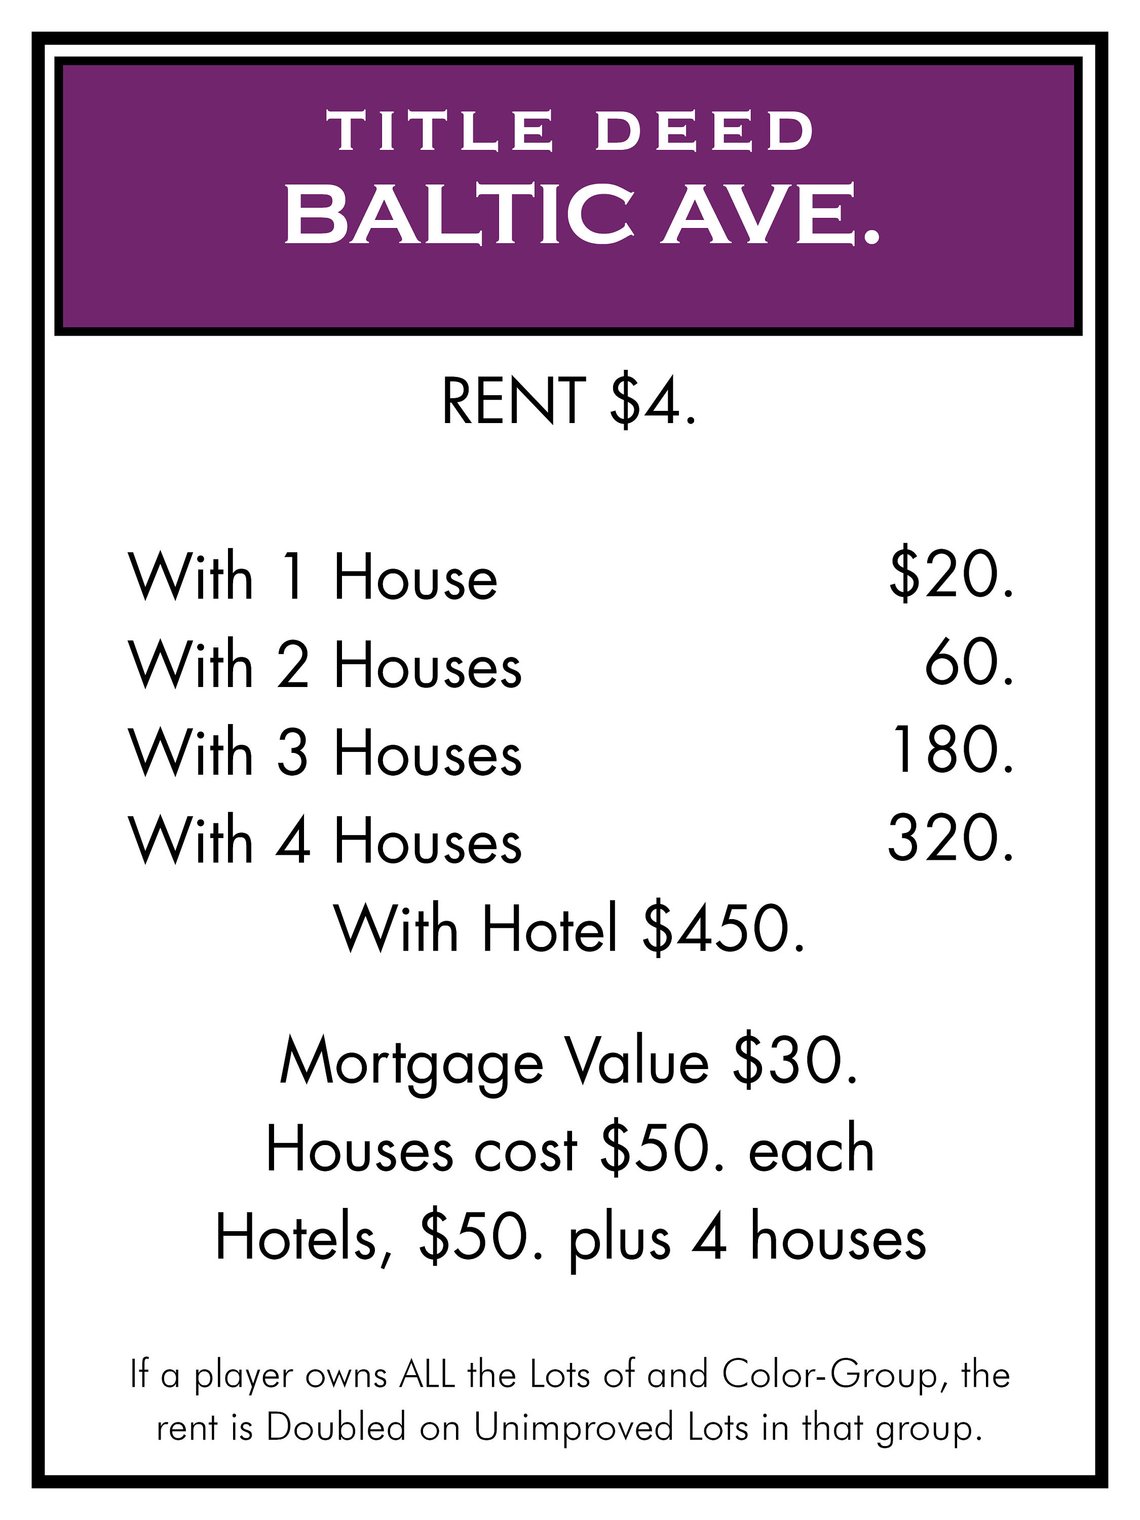 TITLE DEED
BALTIC AVE.
RENT $4.
With 1 House $20.
With 2 Houses 60.
With 3 Houses 180.
With 4 Houses 320.
With Hotel $450.
Mortgage Value $30.
Houses cost $50. each
Hotels, $50. plus 4 houses
If a player owns ALL the Lots of and Color-Group, the
rent is Doubled on Unimproved Lots in that group.